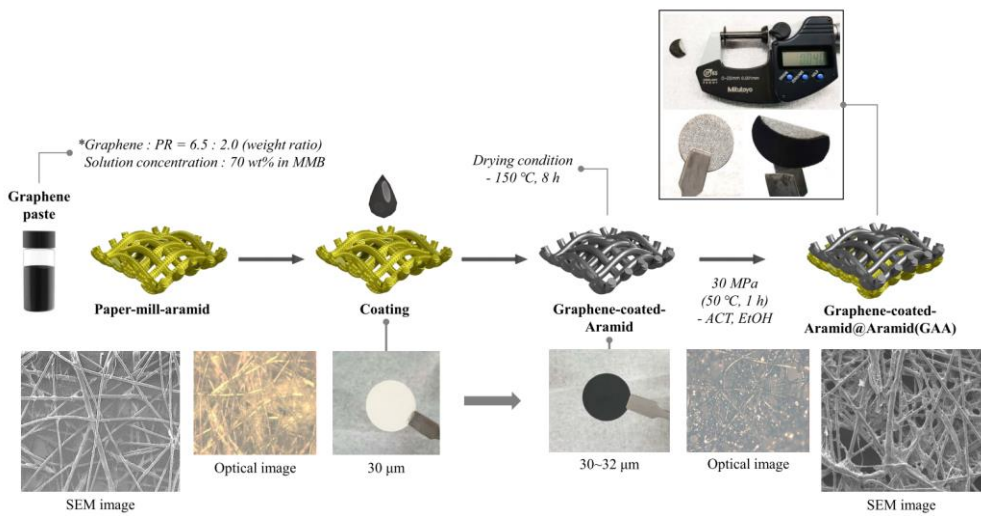 *Graphene : PR = 6.5 : 2.0 (weight ratio)
Solution concentration : 70 wt% in MMB
Graphene
paste
Paper-mill-aramid
Coating
Drying condition
- 150 ℃, 8 h
Graphene-coated-
Aramid
30 MPa
(50 ℃, 1 h)
- ACT, EtOH
Graphene-coated-
Aramid@Aramid(GAA)
Mitutoyo
SEM image
Optical image
30 μm
30~32 μm
Optical image
SEM image